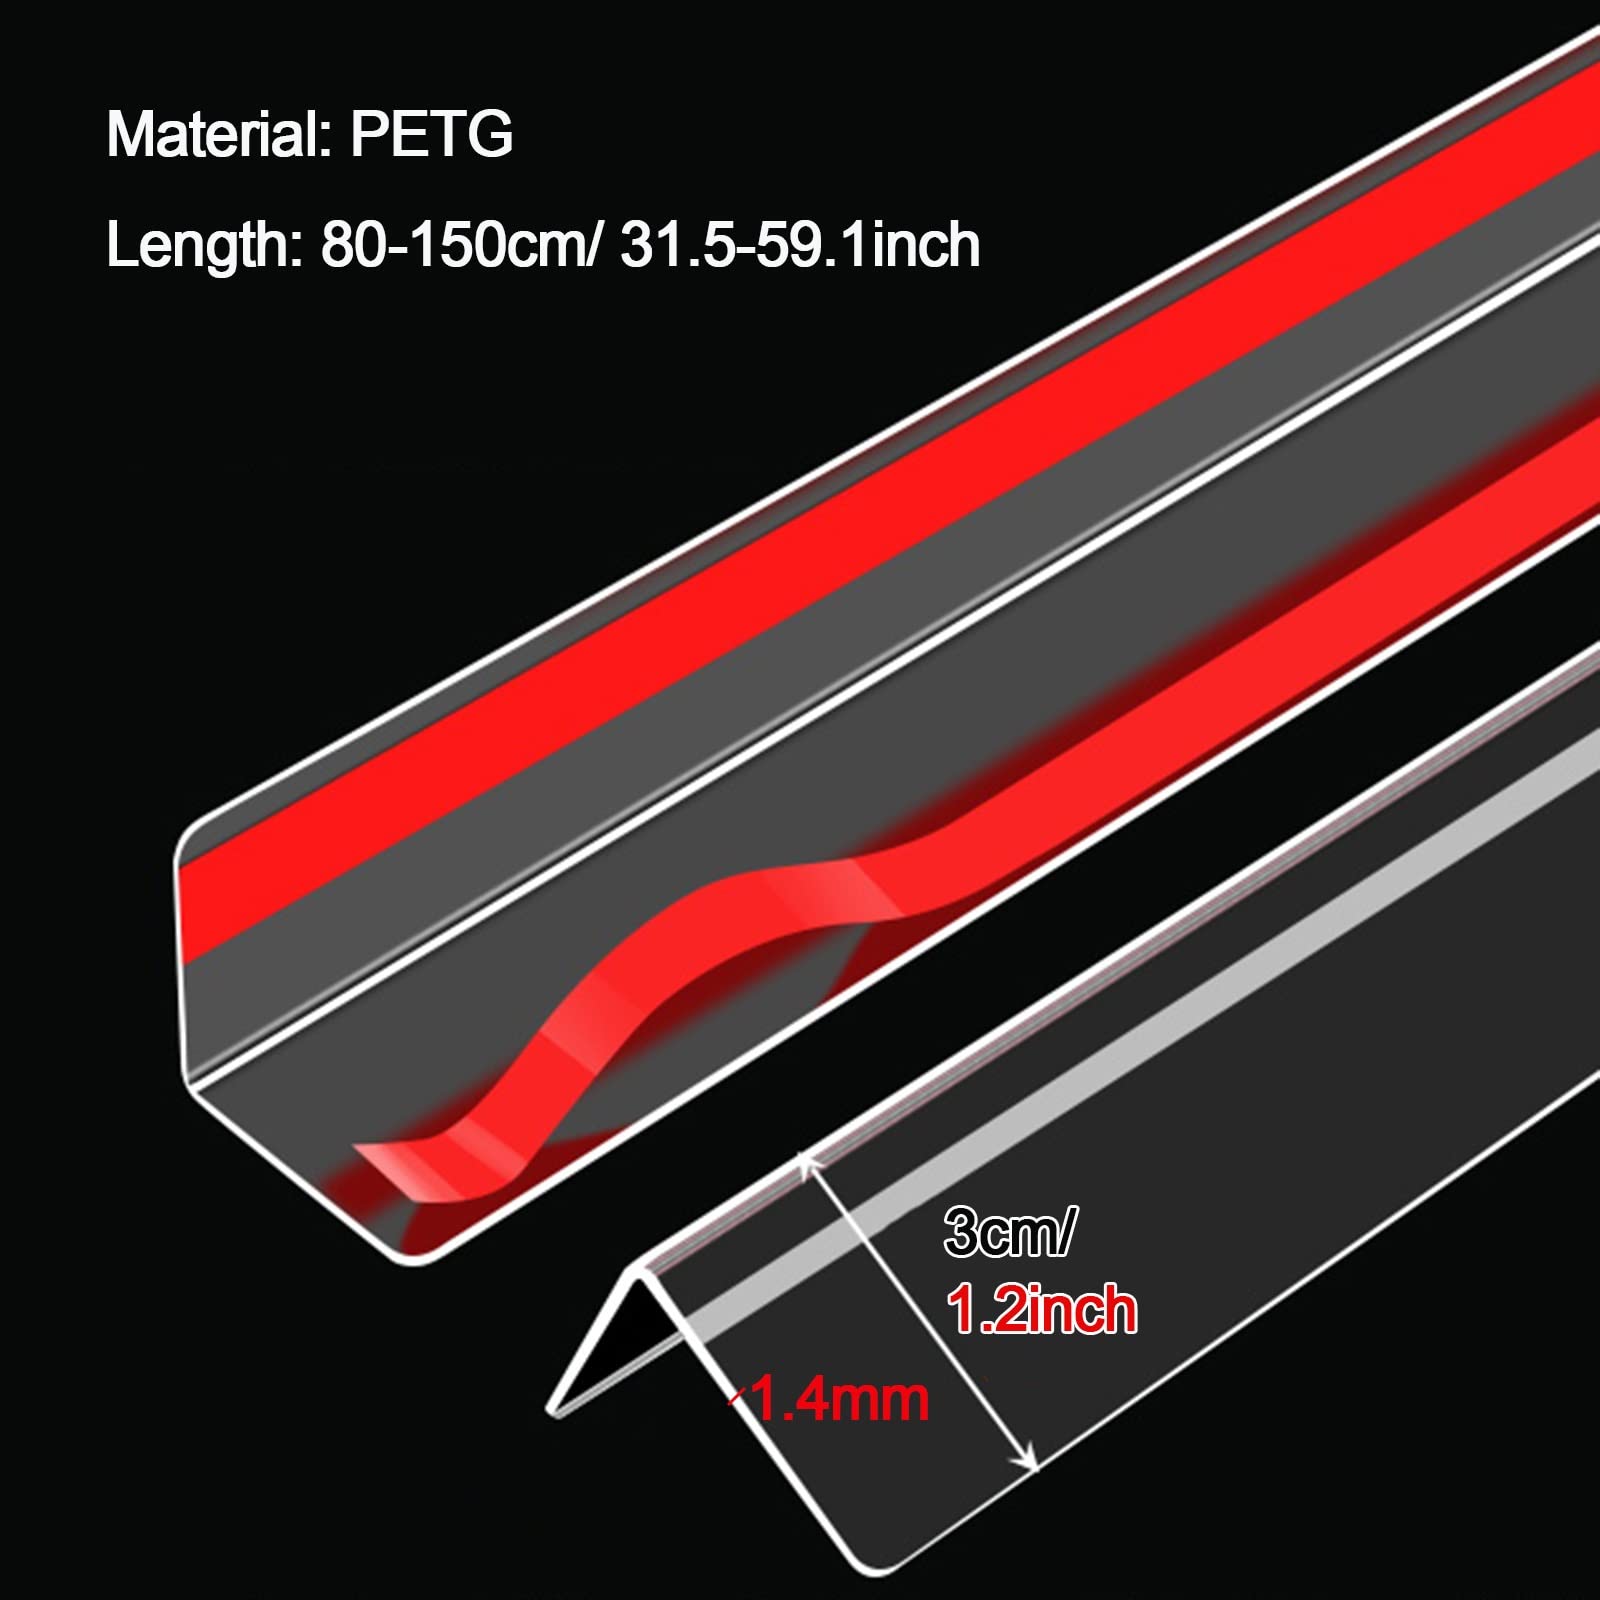 Material: PETG
Length: 80-150cm/ 31.5-59.1inch
3cm/
1.2inch
1.4mm